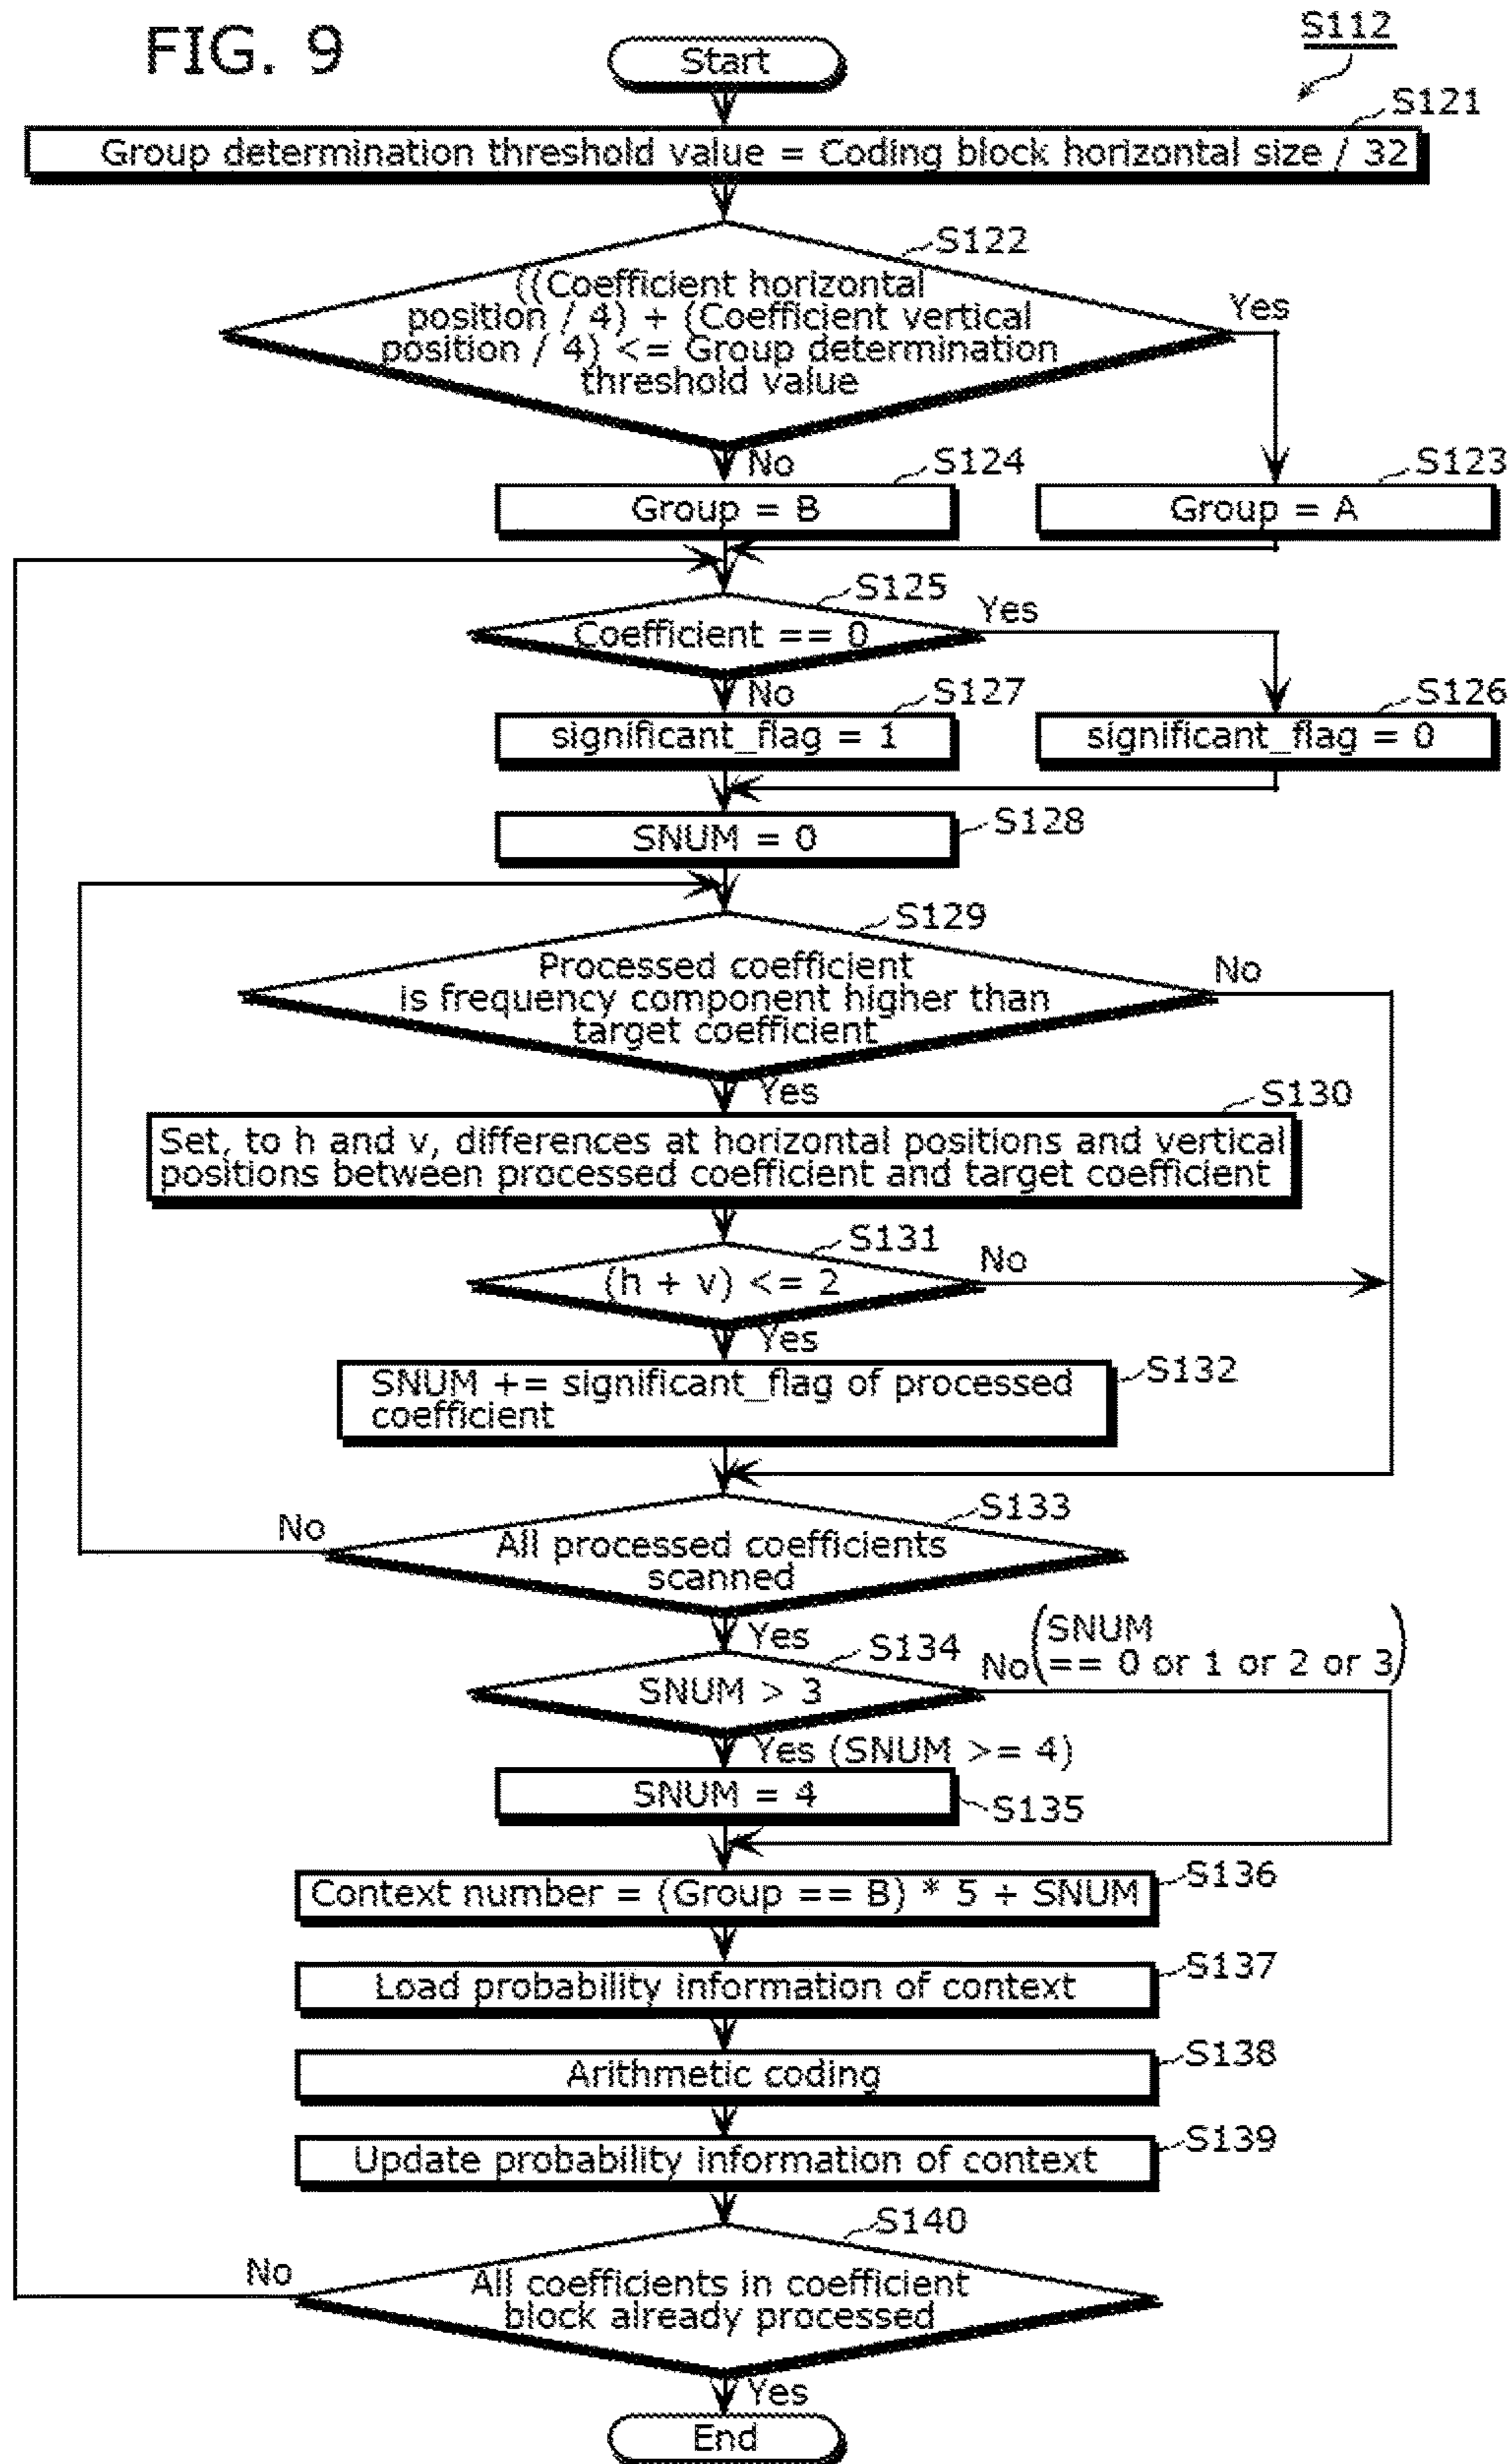 FIG. 9
S112
Start
S121
Group determination threshold value = Coding block horizontal size / 32
S122
((Coefficient horizontal
position / 4) + (Coefficient vertical
position / 4) <= Group determination
threshold value
Yes
No
S124
Group = B
S123
Group = A
S125
Coefficient == 0
Yes
No
S127
significant_flag = 1
S126
significant_flag = 0
SNUM = 0
S128
S129
Processed coefficient
is frequency component higher than
target coefficient
No
Yes
S130
Set, to h and v, differences at horizontal positions and vertical
positions between processed coefficient and target coefficient
S131
(h + v) <= 2
No
Yes
S132
SNUM += significant_flag of processed
coefficient
S133
All processed coefficients
scanned
No
Yes
S134
SNUM > 3
No (SNUM
== 0 or 1 or 2 or 3)
Yes (SNUM >= 4)
SNUM = 4
S135
S136
Context number = (Group == B) * 5 + SNUM
S137
Load probability information of context
S138
Arithmetic coding
S139
Update probability information of context
S140
All coefficients in coefficient
block already processed
No
Yes
End